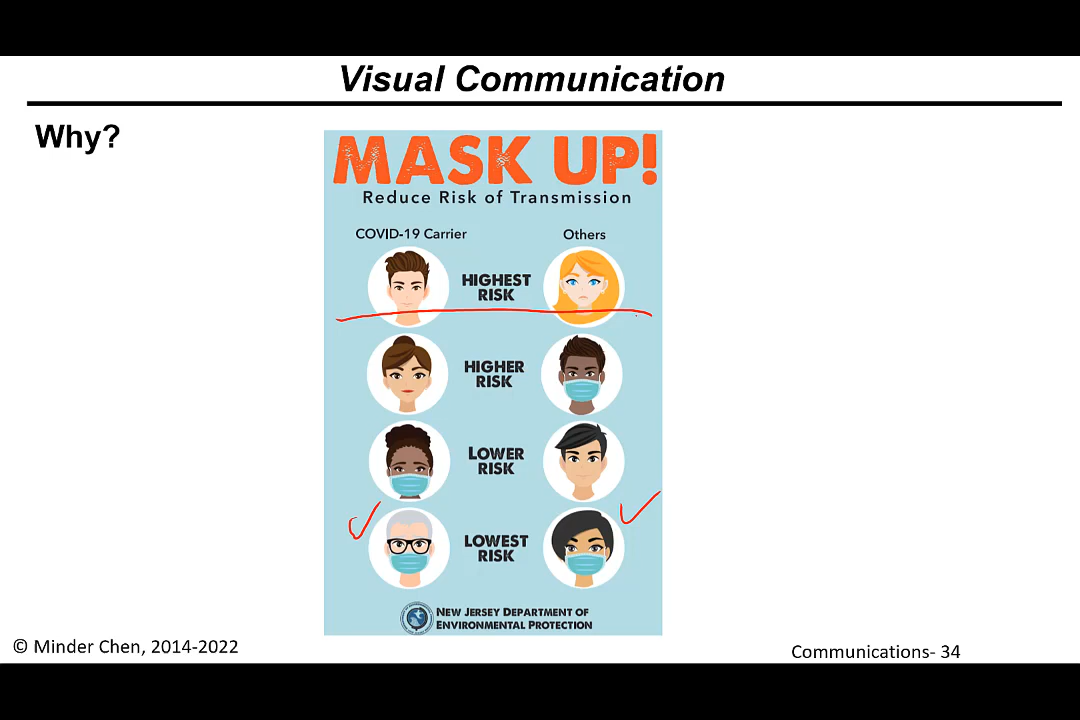 Visual Communication
Why?
MASK UP!
Reduce Risk of Transmission
COVID-19 Carrier Others
HIGHEST
RISK
HIGHER
RISK
LOWER
RISK
LOWEST
RISK
NEW JERSEY DEPARTMENT OF
ENVIRONMENTAL PROTECTION
© Minder Chen, 2014-2022
Communications- 34